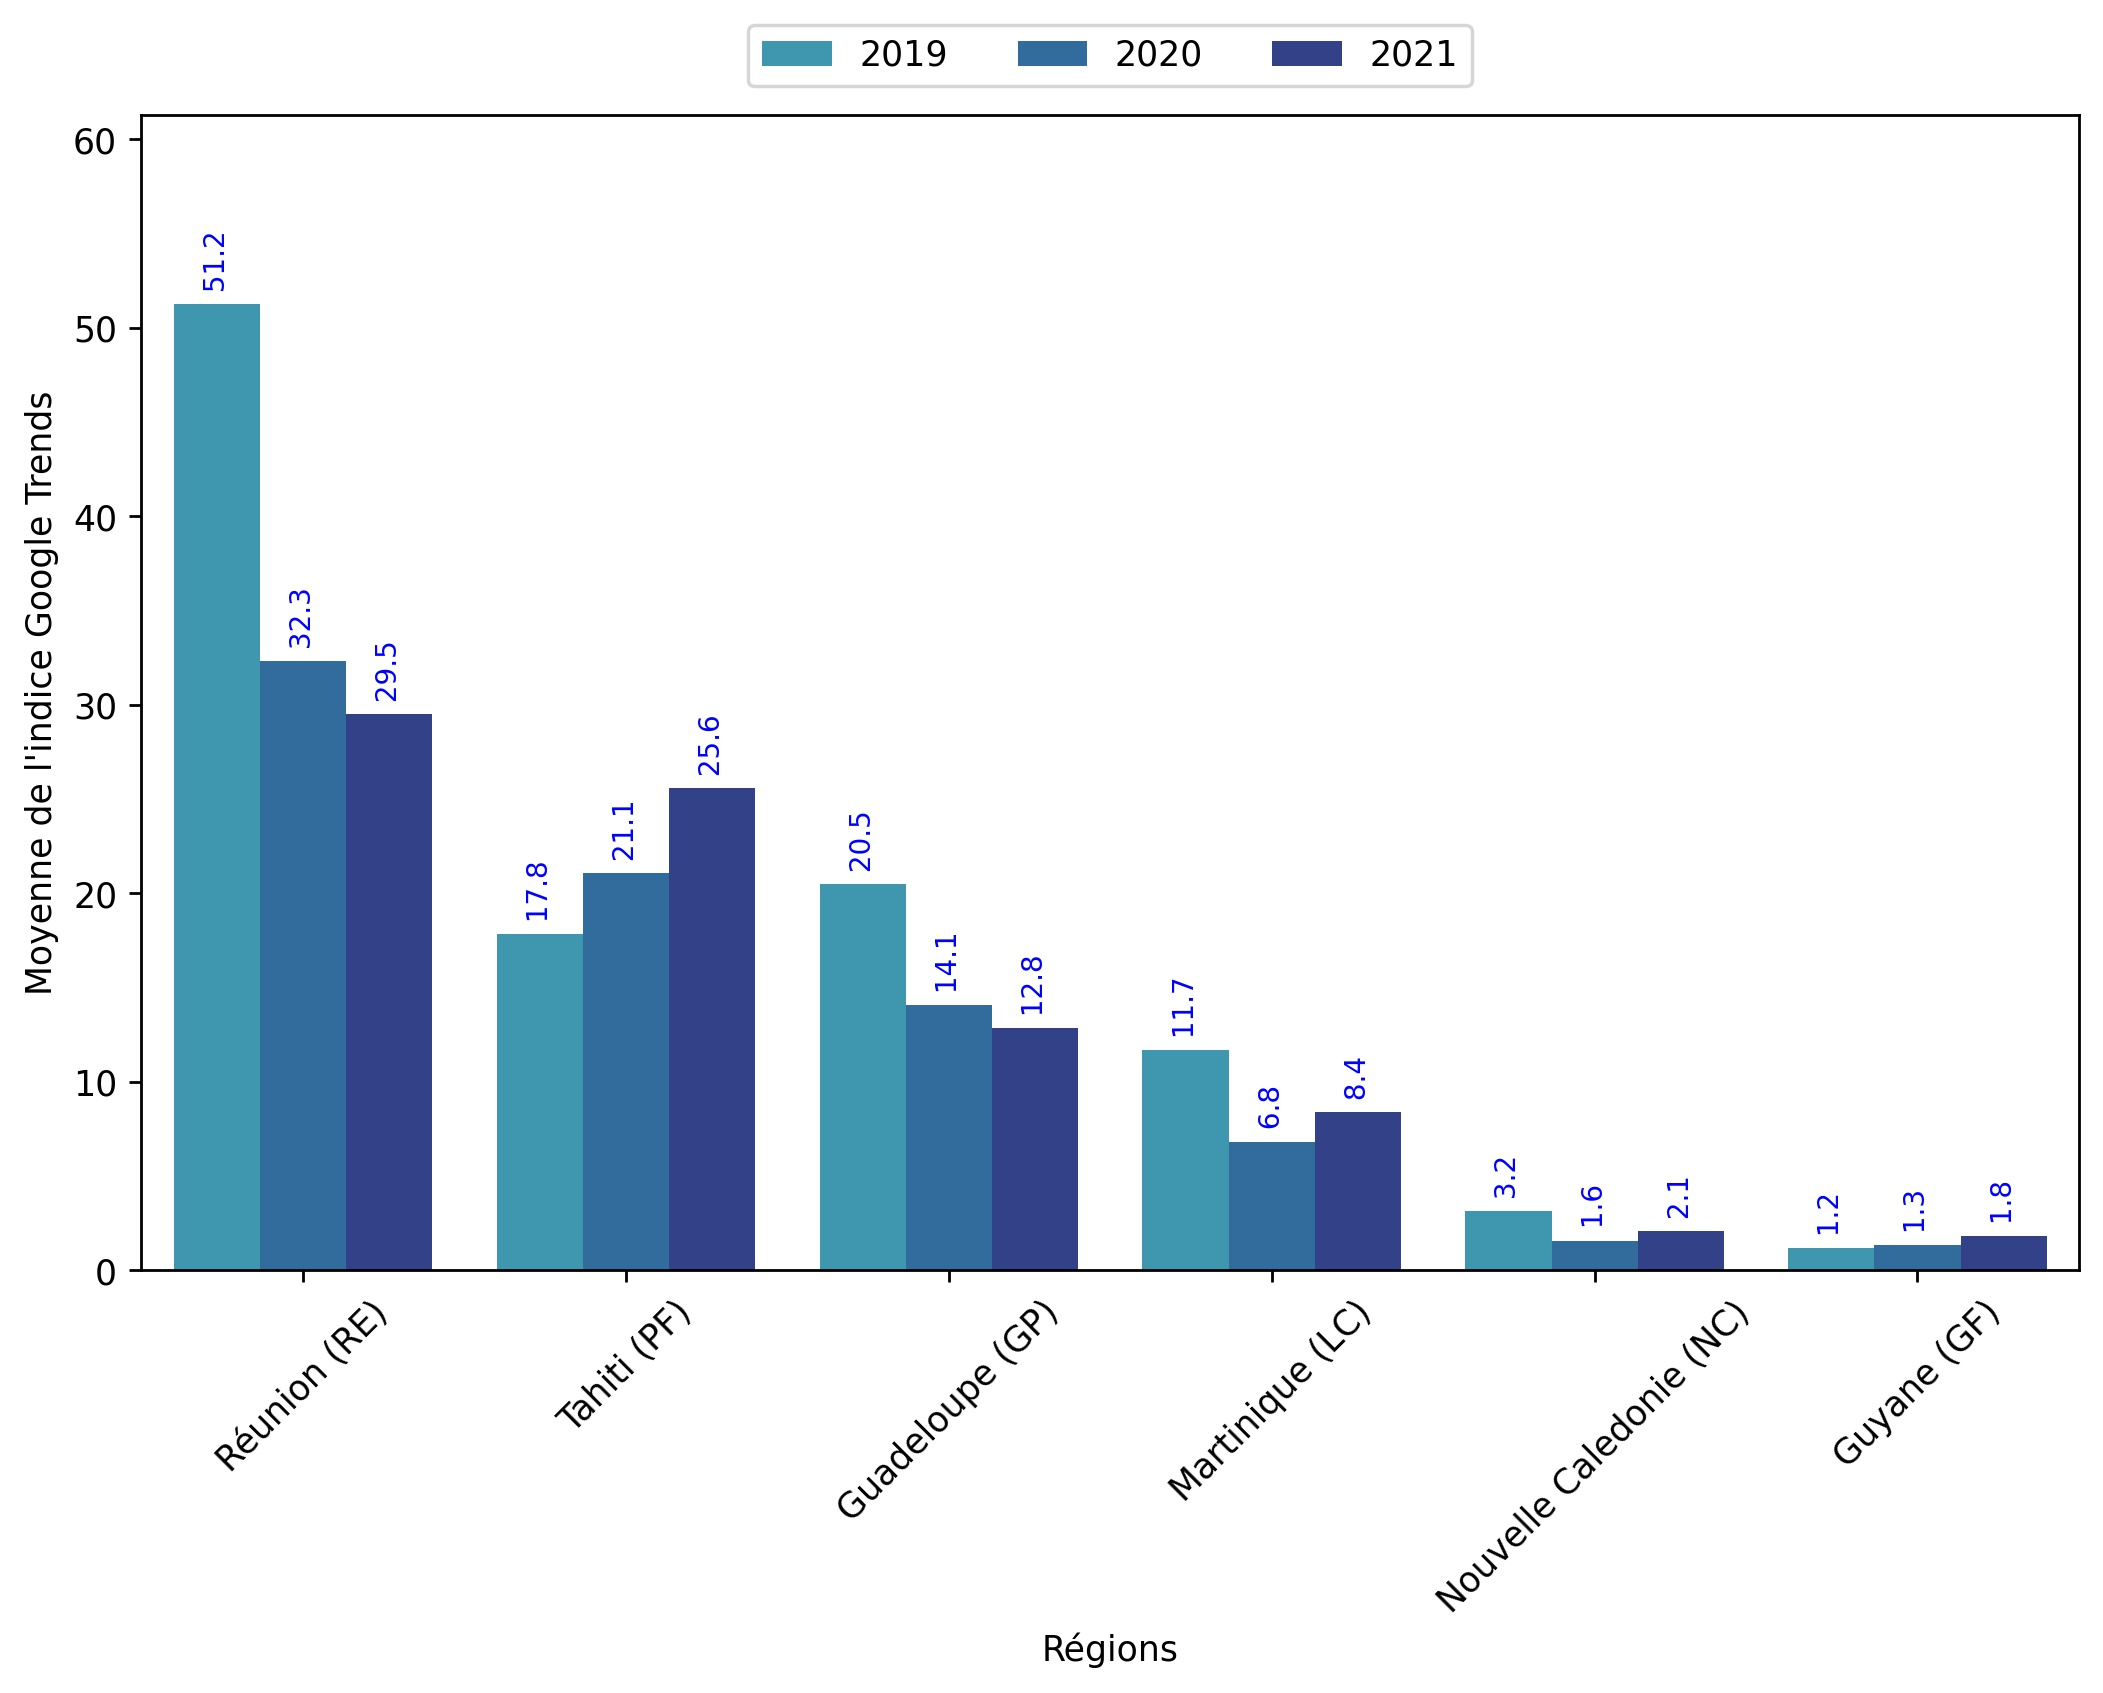 2019 2020 2021
Moyenne de l'indice Google Trends
60
50
40
30
20
10
0
51.2
32.3
29.5
17.8
21.1
25.6
20.5
14.1
12.8
11.7
6.8
8.4
3.2
1.6
2.1
1.2
1.3
1.8
Réunion (RE)
Tahiti (PF)
Guadeloupe (GP)
Martinique (LC)
Nouvelle Caledonie (NC)
Guyane (GF)
Régions